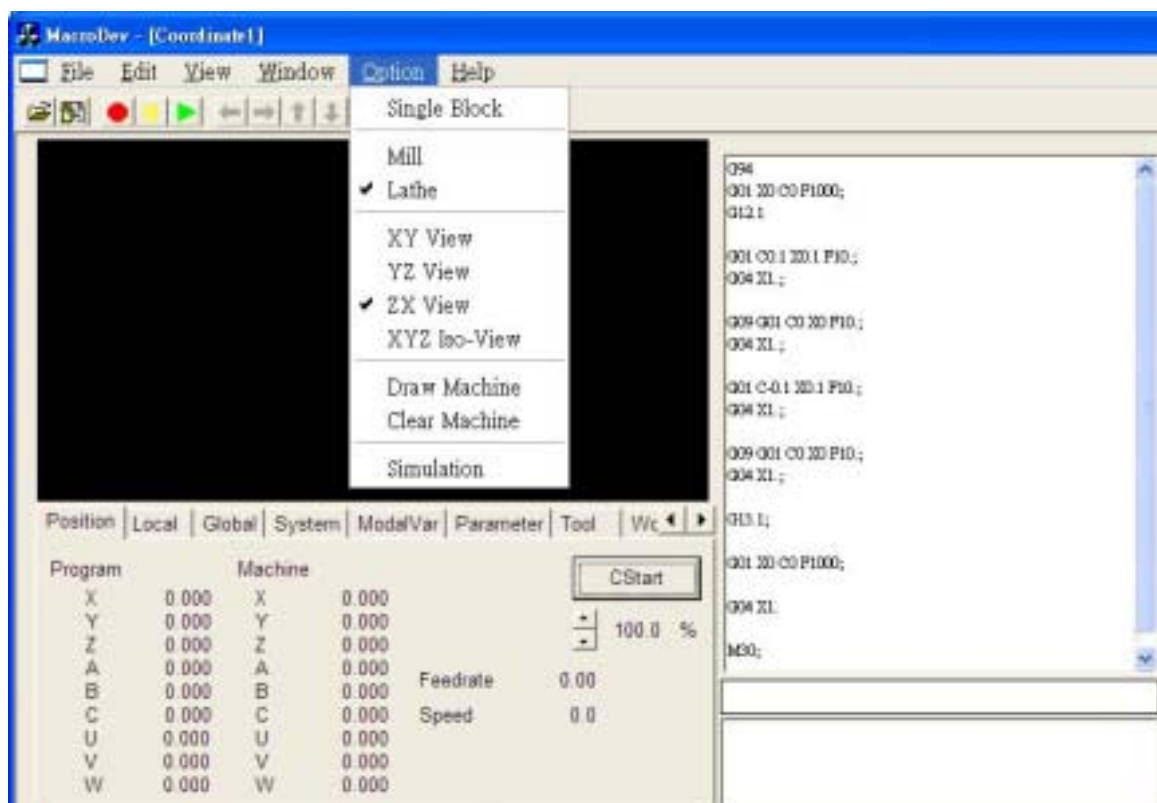 MacroDev - [Coordinate1]
File Edit View Window Option Help
Single Block
Mill
Lathe
XY View
YZ View
ZX View
XYZ Iso-View
Draw Machine
Clear Machine
Simulation
G94
G01 X0 C0 F1000;
G12.1
G01 C0.1 X0.1 F10.;
G04 X1.;
G09 G01 C0 X0 F10.;
G04 X1.;
G01 C-0.1 X0.1 F10.;
G04 X1.;
G09 G01 C0 X0 F10.;
G04 X1.;
G13.1;
G01 X0 C0 F1000;
G04 X1.
M30;
Position Local Global System ModalVar Parameter Tool Wc
Program Machine
CStart
X 0.000 X 0.000
Y 0.000 Y 0.000
100.0 %
Z 0.000 Z 0.000
A 0.000 A 0.000
Feedrate 0.00
B 0.000 B 0.000
C 0.000 C 0.000
Speed 0.0
U 0.000 U 0.000
V 0.000 V 0.000
W 0.000 W 0.000